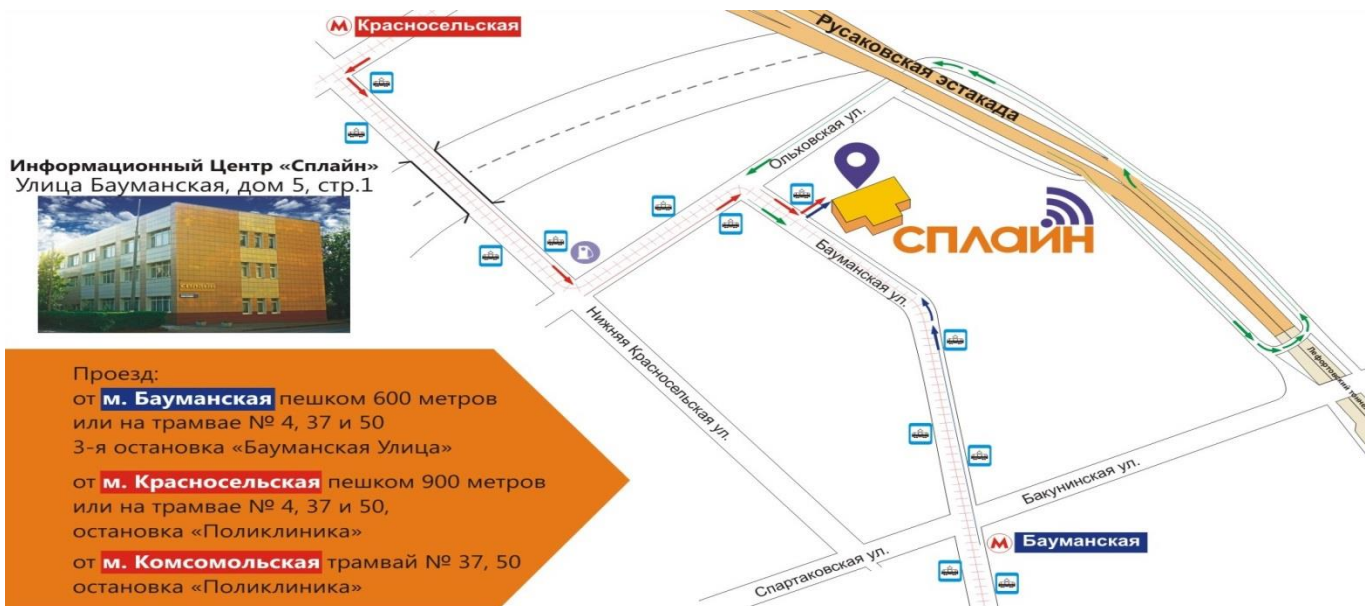 М Красносельская
Русаковская эстакада
Ольховская ул.
Информационный Центр «Сплайн»
Улица Бауманская, дом 5, стр.1
СПЛАЙН
Бауманская ул.
Нижняя Красносельская ул.
Лефортовский тоннель
Проезд:
от м. Бауманская пешком 600 метров
или на трамвае № 4, 37 и 50
3-я остановка «Бауманская Улица»
от м. Красносельская пешком 900 метров
или на трамвае № 4, 37 и 50,
остановка «Поликлиника»
от м. Комсомольская трамвай № 37, 50
остановка «Поликлиника»
Бакунинская ул.
М Бауманская
Спартаковская ул.